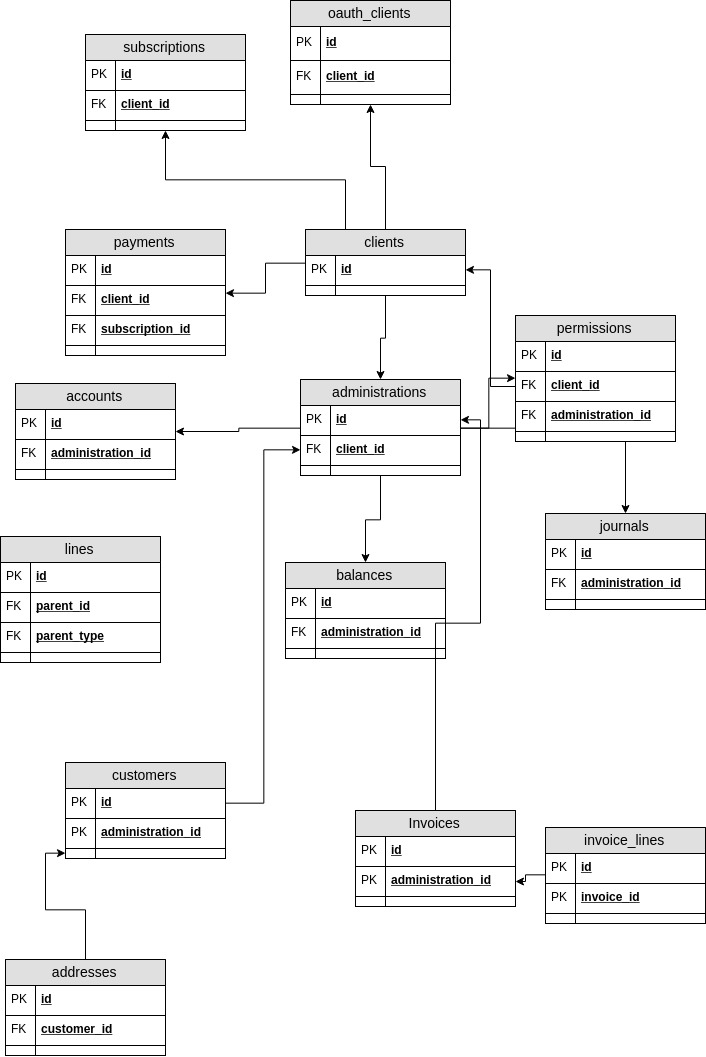 oauth_clients
PK id
FK client_id
subscriptions
PK id
FK client_id
payments
PK id
FK client_id
FK subscription_id
clients
PK id
permissions
PK id
FK client_id
FK administration_id
accounts
PK id
FK administration_id
administrations
PK id
FK client_id
journals
PK id
FK administration_id
lines
PK id
FK parent_id
FK parent_type
balances
PK id
FK administration_id
customers
PK id
PK administration_id
Invoices
PK id
PK administration_id
invoice_lines
PK id
PK invoice_id
addresses
PK id
FK customer_id